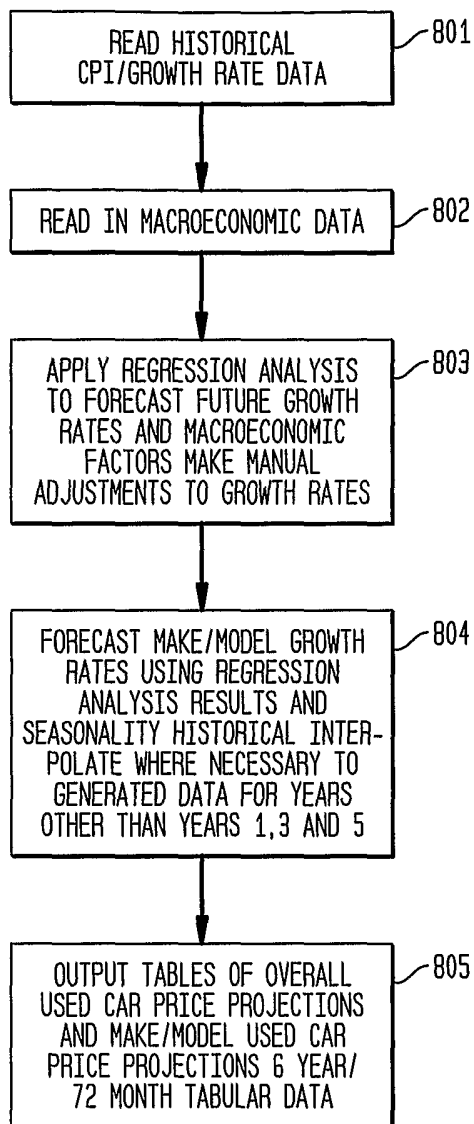 READ HISTORICAL
CPI/GROWTH RATE DATA
801
READ IN MACROECONOMIC DATA
802
APPLY REGRESSION ANALYSIS
TO FORECAST FUTURE GROWTH
RATES AND MACROECONOMIC
FACTORS MAKE MANUAL
ADJUSTMENTS TO GROWTH RATES
803
FORECAST MAKE/MODEL GROWTH
RATES USING REGRESSION
ANALYSIS RESULTS AND
SEASONALITY HISTORICAL INTER-
POLATE WHERE NECESSARY TO
GENERATED DATA FOR YEARS
OTHER THAN YEARS 1,3 AND 5
804
OUTPUT TABLES OF OVERALL
USED CAR PRICE PROJECTIONS
AND MAKE/MODEL USED CAR
PRICE PROJECTIONS 6 YEAR/
72 MONTH TABULAR DATA
805